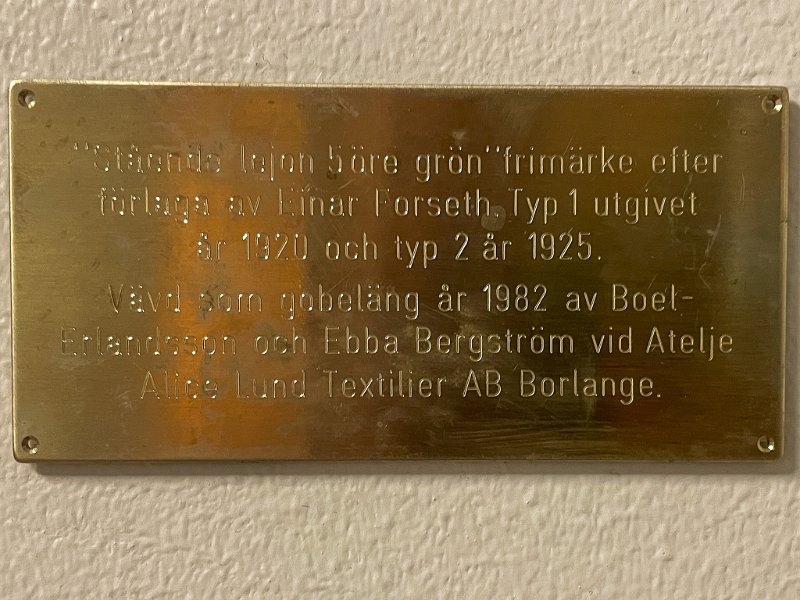 "Stående lejon 5öre grön" frimärke efter
förlaga av Einar Forseth. Typ 1 utgivet
år 1920 och typ 2 år 1925.
Vävd som gobeläng år 1982 av Boel-
Erlandsson och Ebba Bergström vid Atelje
Alice Lund Textilier AB Borlange.